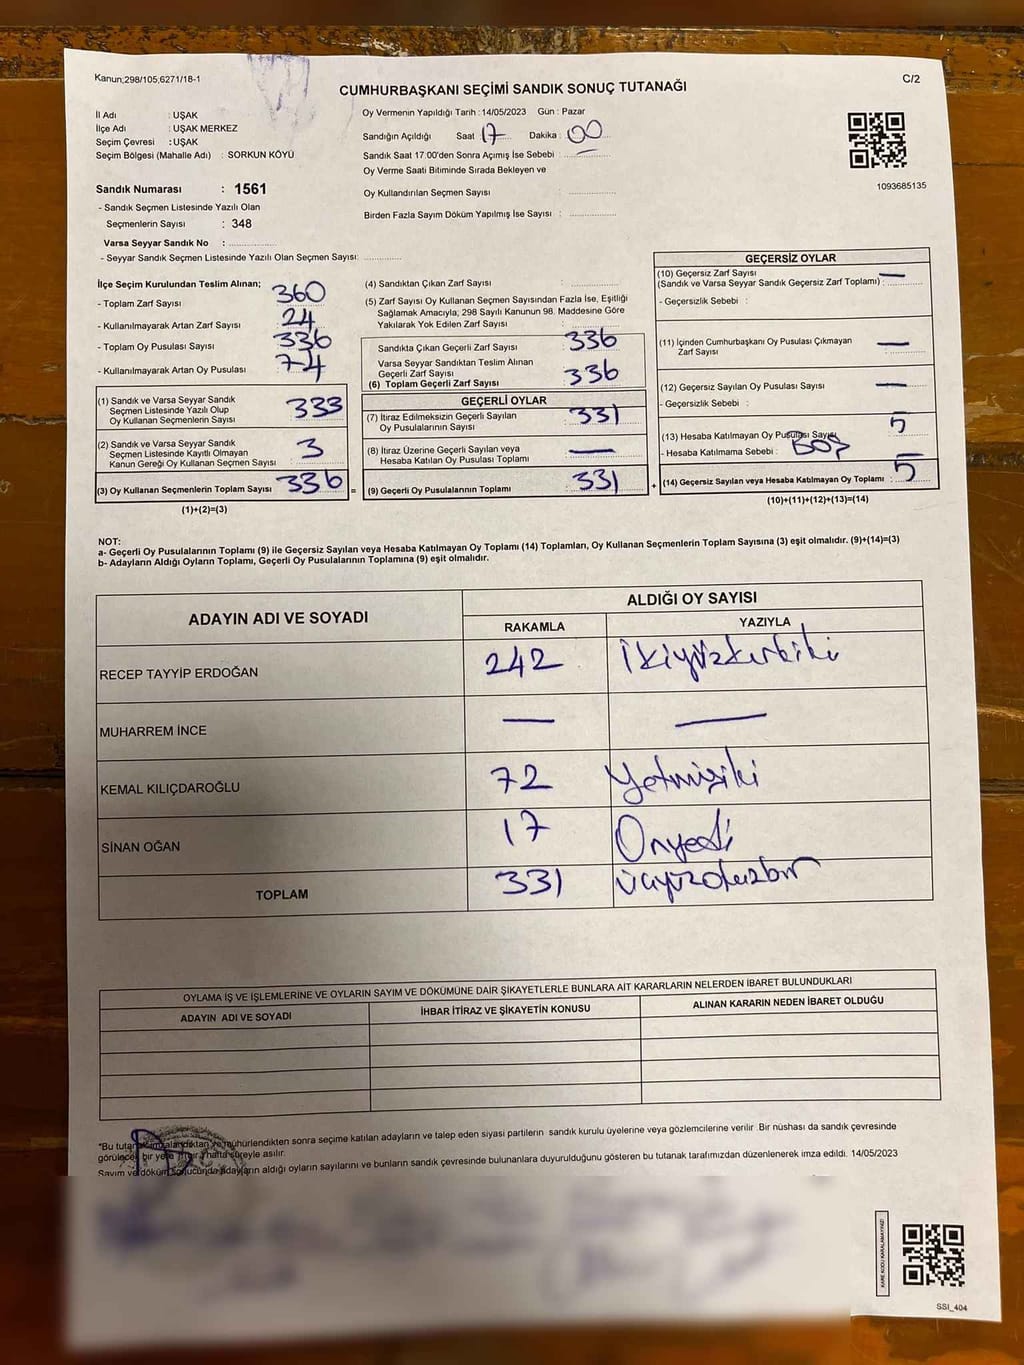 Kanun;298/105;6271/18-1
C/2
CUMHURBAŞKANI SEÇİMİ SANDIK SONUÇ TUTANAĞI
İl Adı : UŞAK
İlçe Adı : UŞAK MERKEZ
Seçim Çevresi : UŞAK
Seçim Bölgesi (Mahalle Adı) : SORKUN KÖYÜ
Sandık Numarası : 1561
- Sandık Seçmen Listesinde Yazılı Olan
Seçmenlerin Sayısı : 348
Varsa Seyyar Sandık No :
- Seyyar Sandık Seçmen Listesinde Yazılı Olan Seçmen Sayısı:
Oy Vermenin Yapıldığı Tarih : 14/05/2023 Gün : Pazar
Sandığın Açıldığı Saat 17 Dakika : 00
Sandık Saat 17:00'den Sonra Açımış İse Sebebi :
Oy Verme Saati Bitiminde Sırada Bekleyen ve
Oy Kullandırılan Seçmen Sayısı :
Birden Fazla Sayım Döküm Yapılmış İse Sayısı :
1093685135
İlçe Seçim Kurulundan Teslim Alınan;
- Toplam Zarf Sayısı : 360
- Kullanılmayarak Artan Zarf Sayısı : 24
- Toplam Oy Pusulası Sayısı : 336
- Kullanılmayarak Artan Oy Pusulası : 74
(1) Sandık ve Varsa Seyyar Sandık
Seçmen Listesinde Yazılı Olup
Oy Kullanan Seçmenlerin Sayısı : 333
(2) Sandık ve Varsa Seyyar Sandık
Seçmen Listesinde Kayıtlı Olmayan
Kanun Gereği Oy Kullanan Seçmen Sayısı : 3
(3) Oy Kullanan Seçmenlerin Toplam Sayısı : 336 =
(1)+(2)=(3)
(4) Sandıktan Çıkan Zarf Sayısı :
(5) Zarf Sayısı Oy Kullanan Seçmen Sayısından Fazla İse, Eşitliği
Sağlamak Amacıyla; 298 Sayılı Kanunun 98. Maddesine Göre
Yakılarak Yok Edilen Zarf Sayısı :
Sandıkta Çıkan Geçerli Zarf Sayısı : 336
Varsa Seyyar Sandıktan Teslim Alınan
Geçerli Zarf Sayısı
(6) Toplam Geçerli Zarf Sayısı : 336
GEÇERLİ OYLAR
(7) İtiraz Edilmeksizin Geçerli Sayılan
Oy Pusulalarının Sayısı : 331
(8) İtiraz Üzerine Geçerli Sayılan veya
Hesaba Katılan Oy Pusulası Toplamı : —
(9) Geçerli Oy Pusulalarının Toplamı : 331 +
GEÇERSİZ OYLAR
(10) Geçersiz Zarf Sayısı
(Sandık ve Varsa Seyyar Sandık Geçersiz Zarf Toplamı) : —
- Geçersizlik Sebebi :
(11) İçinden Cumhurbaşkanı Oy Pusulası Çıkmayan
Zarf Sayısı : —
(12) Geçersiz Sayılan Oy Pusulası Sayısı : —
- Geçersizlik Sebebi :
(13) Hesaba Katılmayan Oy Pusulası Sayısı : 5
- Hesaba Katılmama Sebebi : BOŞ
(14) Geçersiz Sayılan veya Hesaba Katılmayan Oy Toplamı : 5
(10)+(11)+(12)+(13)=(14)
NOT:
a- Geçerli Oy Pusulalarının Toplamı (9) ile Geçersiz Sayılan veya Hesaba Katılmayan Oy Toplamı (14) Toplamları, Oy Kullanan Seçmenlerin Toplam Sayısına (3) eşit olmalıdır. (9)+(14)=(3)
b- Adayların Aldığı Oyların Toplamı, Geçerli Oy Pusulalarının Toplamına (9) eşit olmalıdır.
ADAYIN ADI VE SOYADI
ALDIĞI OY SAYISI
RAKAMLA YAZIYLA
RECEP TAYYİP ERDOĞAN 242 İkiyüzkırkiki
MUHARREM İNCE — —
KEMAL KILIÇDAROĞLU 72 Yetmişiki
SİNAN OĞAN 17 Onyedi
TOPLAM 331 üçyüzotuzbir
OYLAMA İŞ VE İŞLEMLERİNE VE OYLARIN SAYIM VE DÖKÜMÜNE DAİR ŞİKAYETLERLE BUNLARA AİT KARARLARIN NELERDEN İBARET BULUNDUKLARI
ADAYIN ADI VE SOYADI İHBAR İTİRAZ VE ŞİKAYETİN KONUSU ALINAN KARARIN NEDEN İBARET OLDUĞU
*Bu tutanak imzalandıktan ve mühürlendikten sonra seçime katılan adayların ve talep eden siyasi partilerin sandık kurulu üyelerine veya gözlemcilerine verilir. Bir nüshası da sandık çevresinde
görülecek bir yere bir hafta süreyle asılır.
Sayım ve döküm sonucunda adayların aldığı oyların sayılarını ve bunların sandık çevresinde bulunanlara duyurulduğunu gösteren bu tutanak tarafımızdan düzenlenerek imza edildi. 14/05/2023
KARE KODU KARALAMAYINIZ!
SSI_404